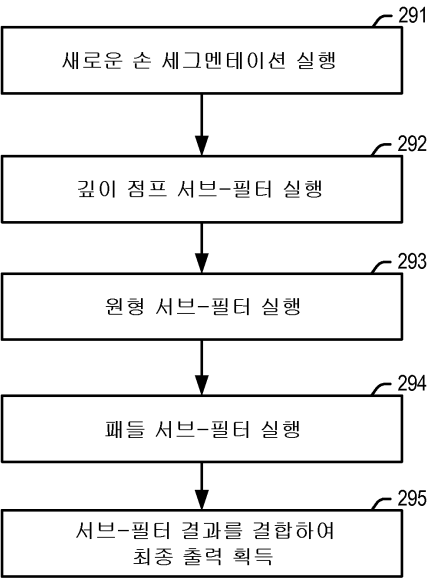 291
새로운 손 세그멘테이션 실행
292
깊이 점프 서브-필터 실행
293
원형 서브-필터 실행
294
패들 서브-필터 실행
295
서브-필터 결과를 결합하여
최종 출력 획득